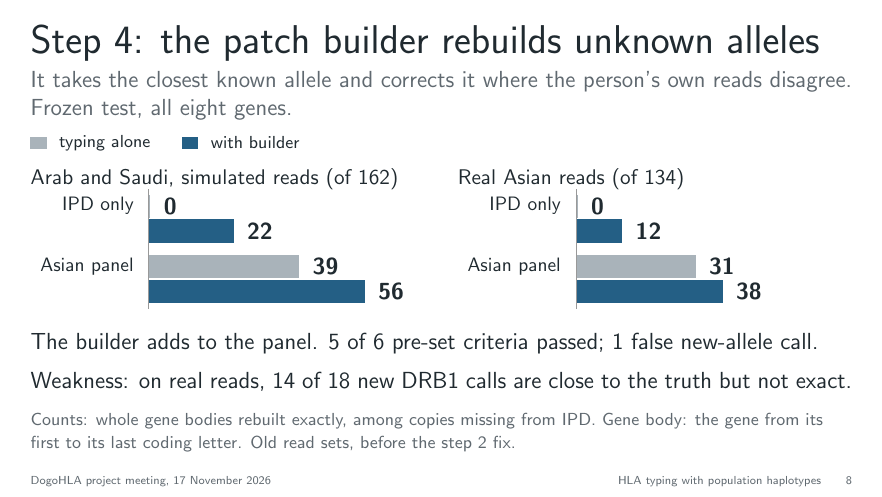 Step 4: the patch builder rebuilds unknown alleles
It takes the closest known allele and corrects it where the person's own reads disagree.
Frozen test, all eight genes.
typing alone
with builder
Arab and Saudi, simulated reads (of 162)
IPD only
0
22
Asian panel
39
56
Real Asian reads (of 134)
IPD only
0
12
Asian panel
31
38
The builder adds to the panel. 5 of 6 pre-set criteria passed; 1 false new-allele call.
Weakness: on real reads, 14 of 18 new DRB1 calls are close to the truth but not exact.
Counts: whole gene bodies rebuilt exactly, among copies missing from IPD. Gene body: the gene from its
first to its last coding letter. Old read sets, before the step 2 fix.
DogoHLA project meeting, 17 November 2026
HLA typing with population haplotypes
8